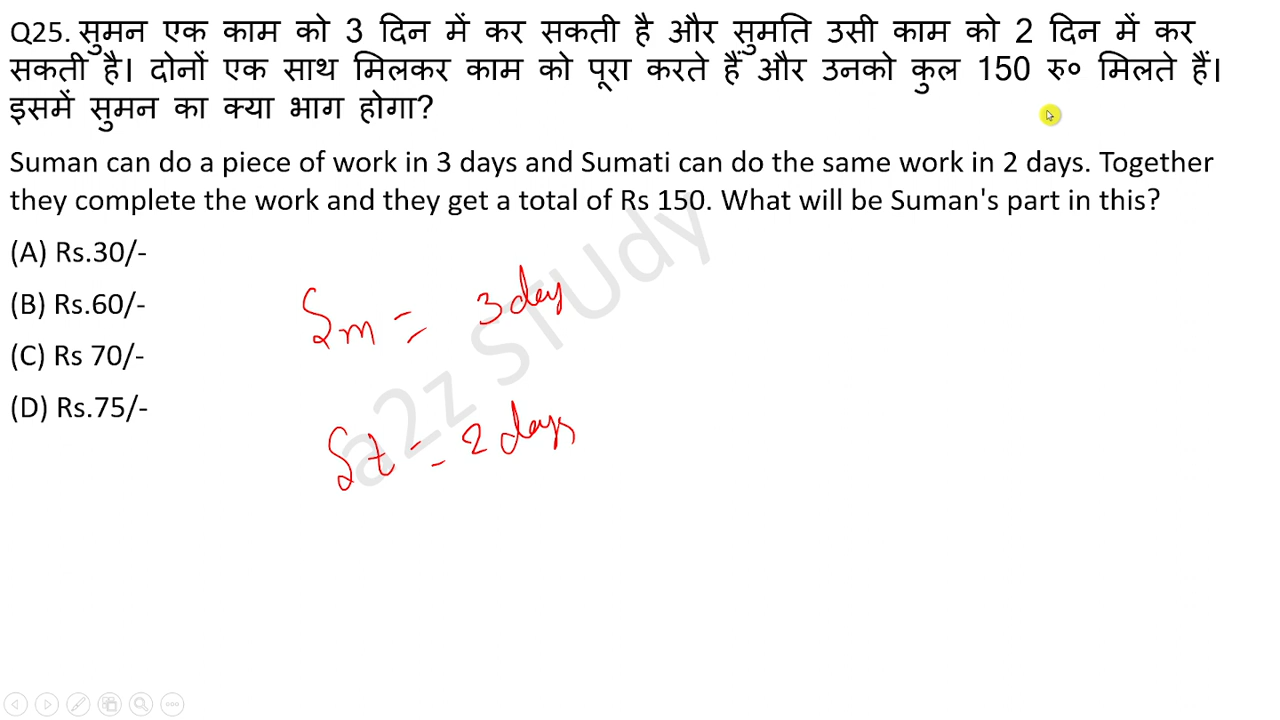 Q25. सुमन एक काम को 3 दिन में कर सकती है और सुमति उसी काम को 2 दिन में कर
सकती है। दोनों एक साथ मिलकर काम को पूरा करते हैं और उनको कुल 150 रु० मिलते हैं।
इसमें सुमन का क्या भाग होगा?
Suman can do a piece of work in 3 days and Sumati can do the same work in 2 days. Together
they complete the work and they get a total of Rs 150. What will be Suman's part in this?
(A) Rs.30/-
(B) Rs.60/-
(C) Rs 70/-
(D) Rs.75/-
Sm = 3 day
St = 2 days
a2z STUdy